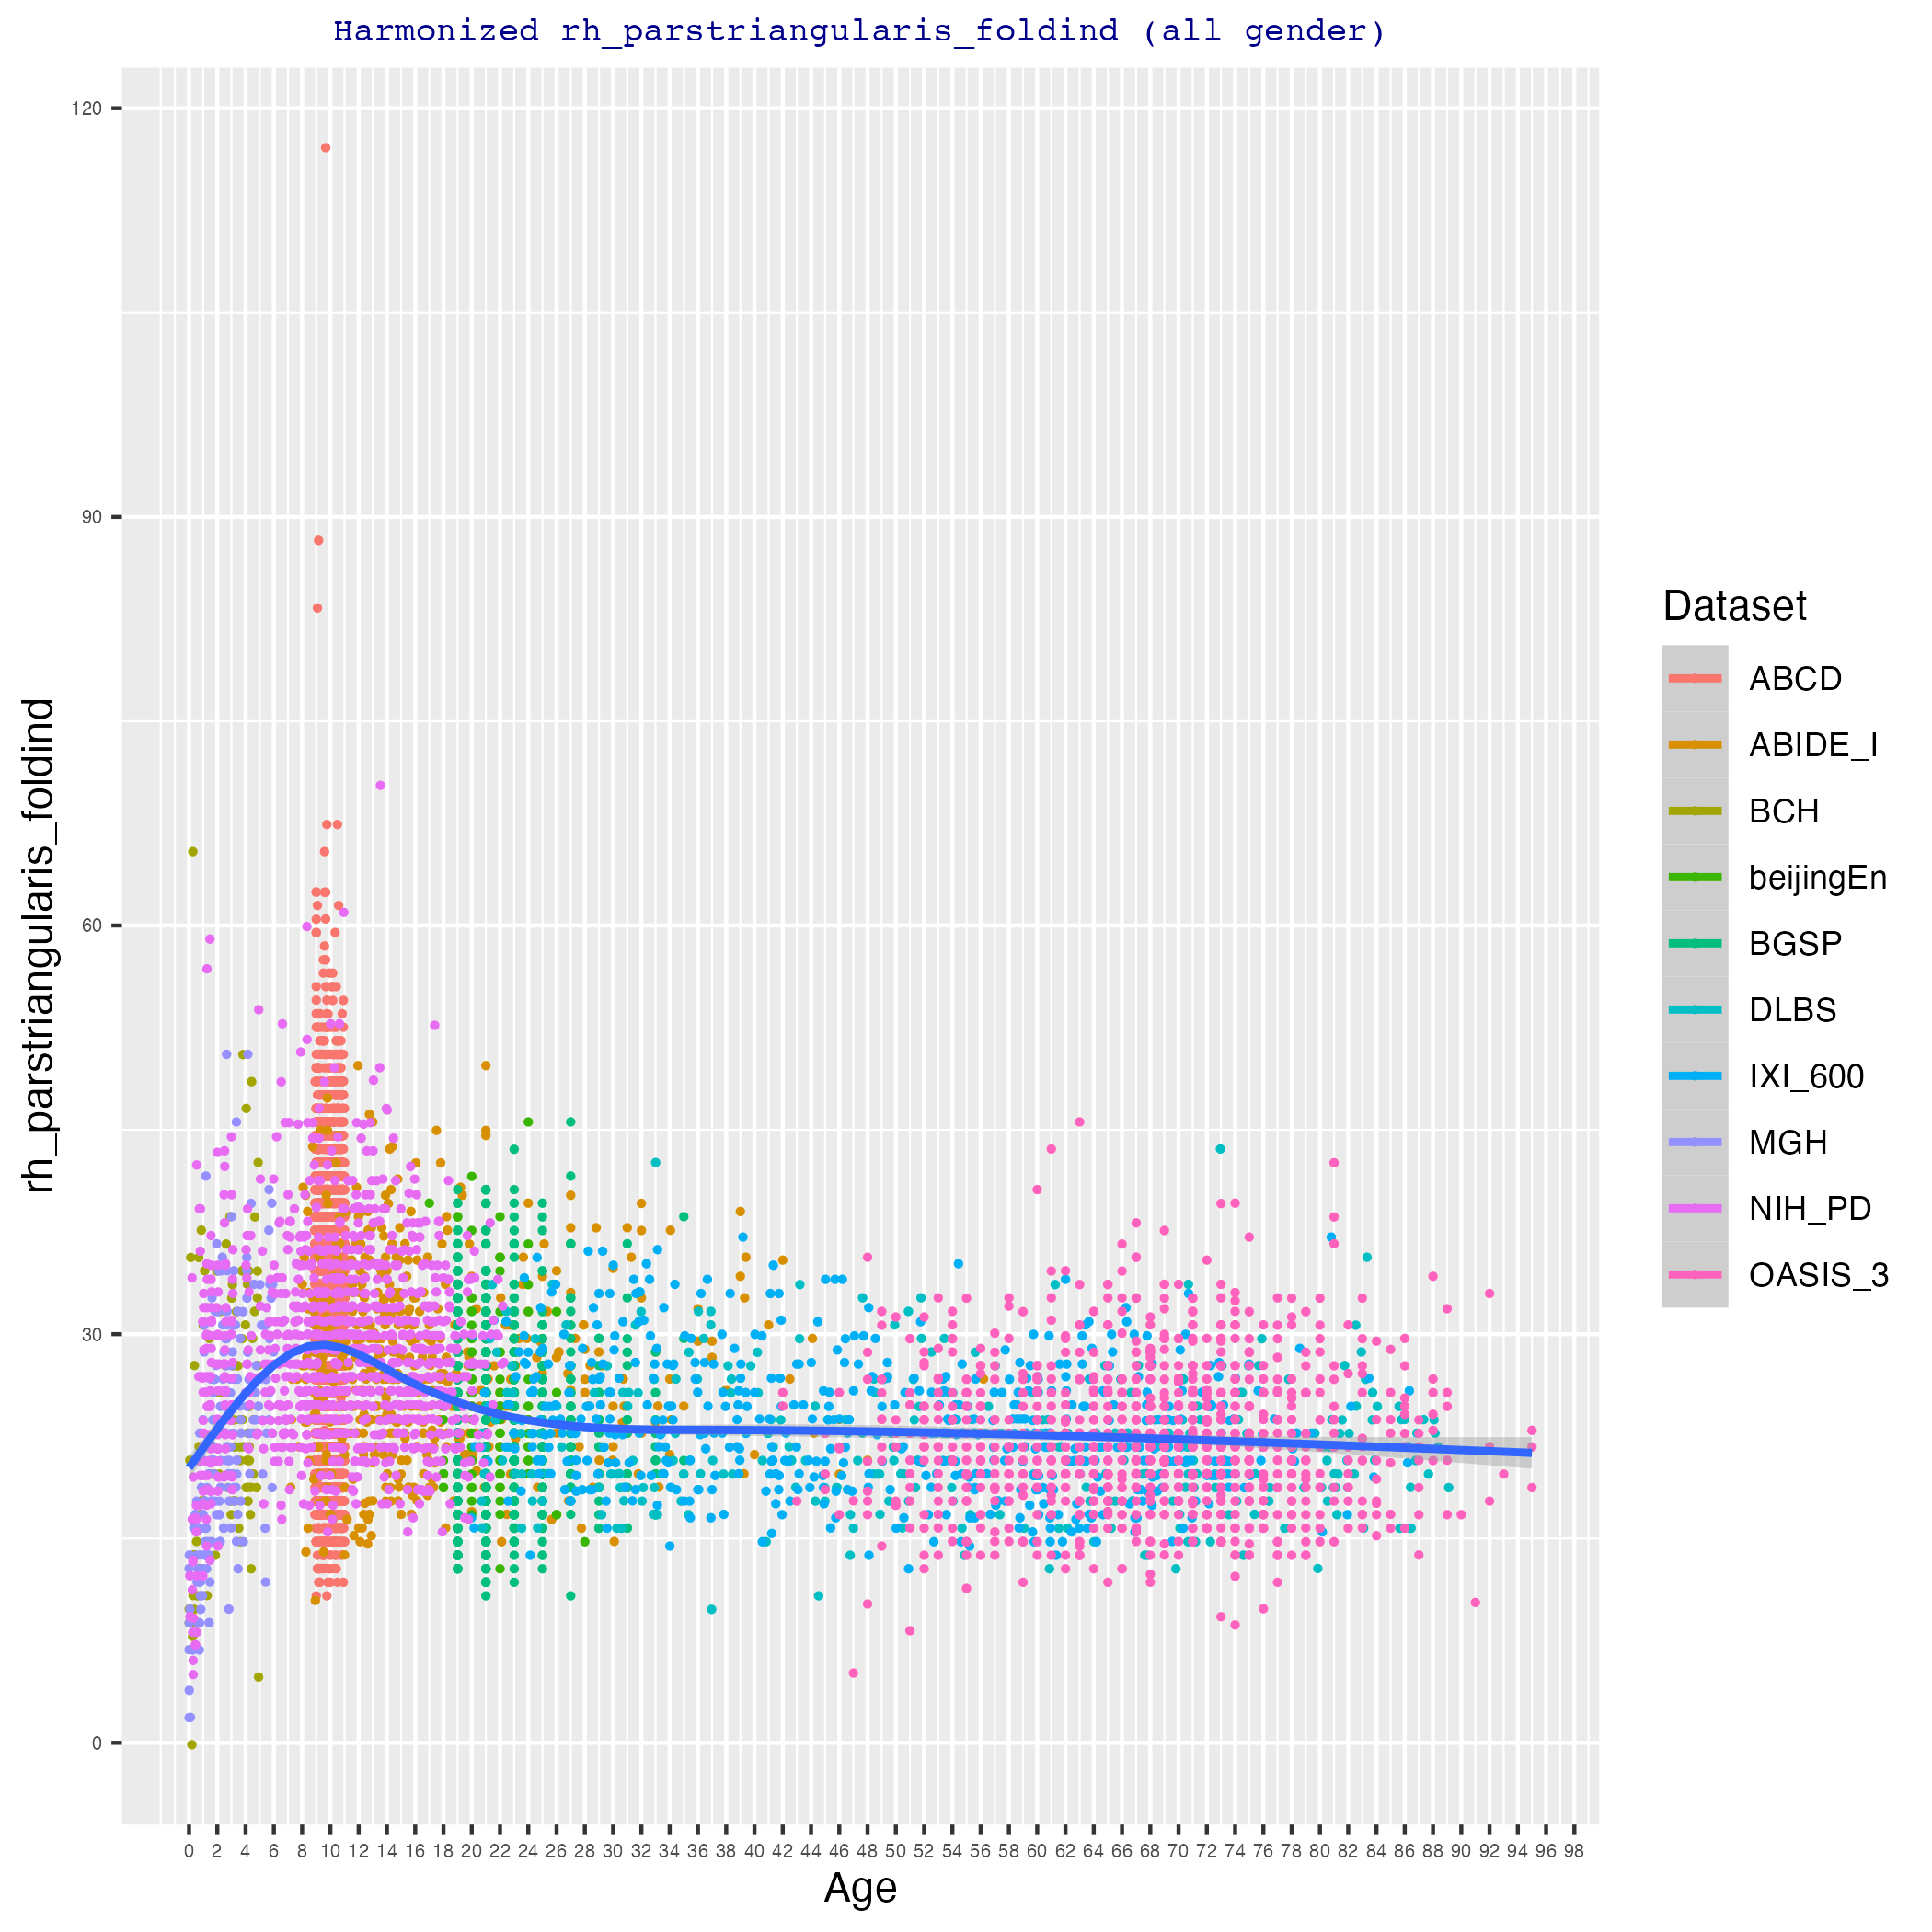 Harmonized rh_parstriangularis_foldind (all gender)
rh_parstriangularis_foldind
120
90
60
30
0
0 2 4 6 8 10 12 14 16 18 20 22 24 26 28 30 32 34 36 38 40 42 44 46 48 50 52 54 56 58 60 62 64 66 68 70 72 74 76 78 80 82 84 86 88 90 92 94 96 98
Age
Dataset
ABCD
ABIDE_I
BCH
beijingEn
BGSP
DLBS
IXI_600
MGH
NIH_PD
OASIS_3